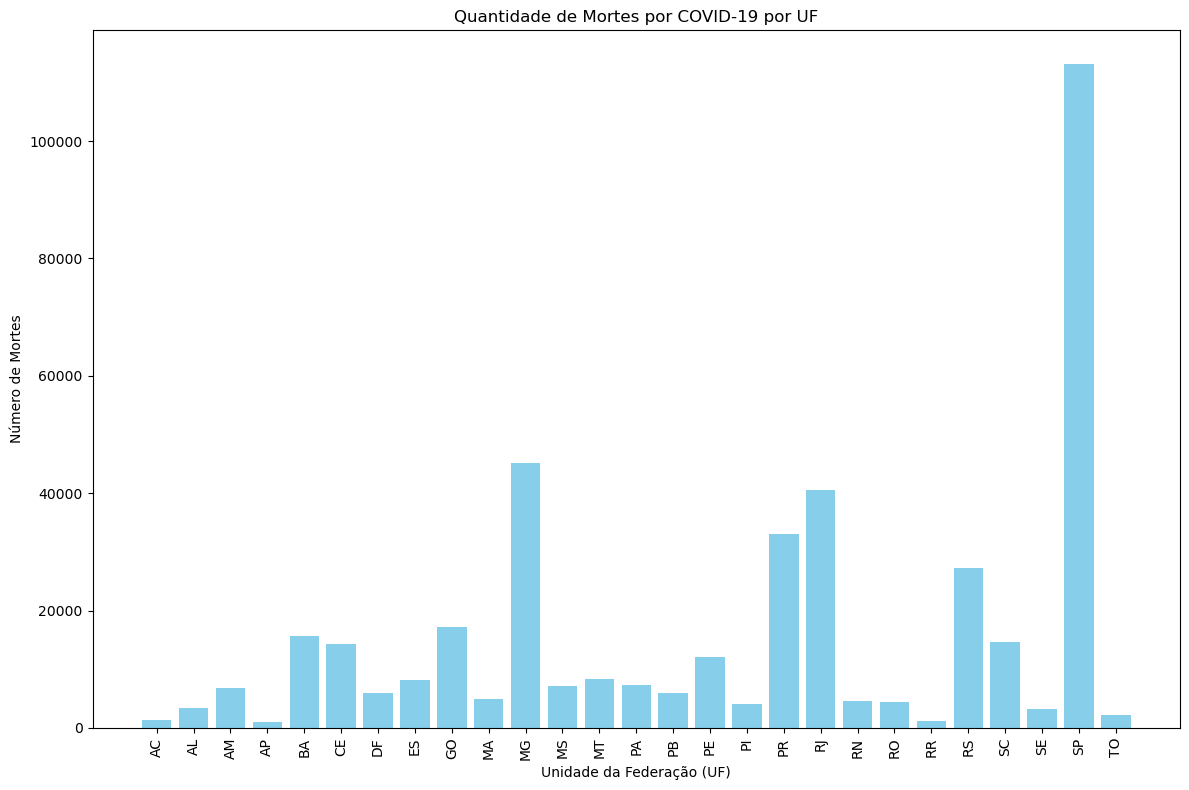 Quantidade de Mortes por COVID-19 por UF
Número de Mortes
100000
80000
60000
40000
20000
0
AC AL AM AP BA CE DF ES GO MA MG MS MT PA PB PE PI PR RJ RN RO RR RS SC SE SP TO
Unidade da Federação (UF)